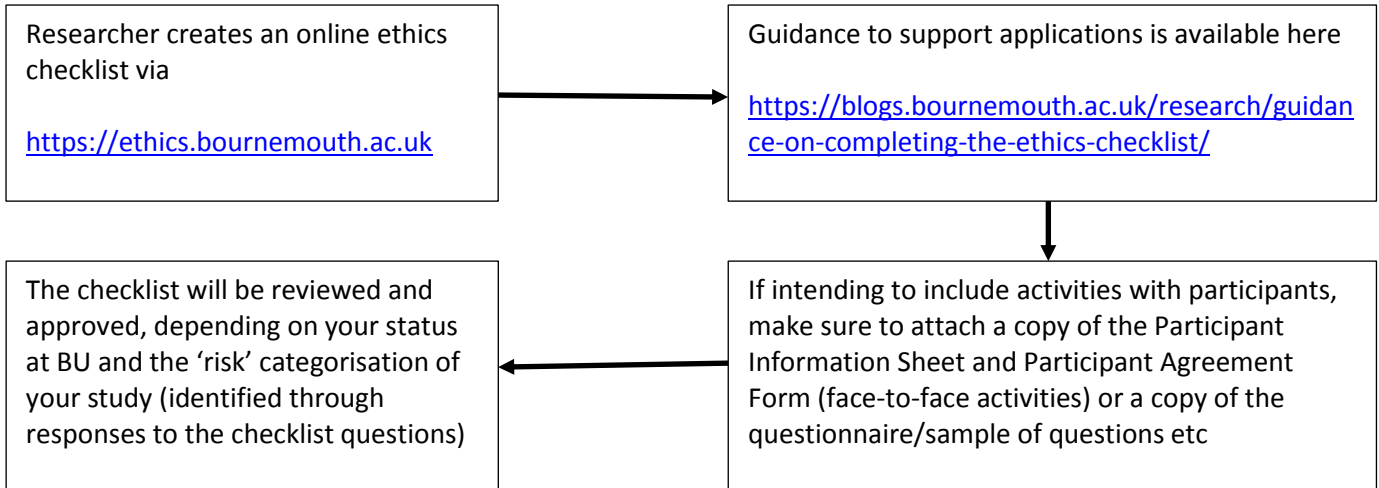 Researcher creates an online ethics
checklist via
https://ethics.bournemouth.ac.uk
Guidance to support applications is available here
https://blogs.bournemouth.ac.uk/research/guidan
ce-on-completing-the-ethics-checklist/
If intending to include activities with participants,
make sure to attach a copy of the Participant
Information Sheet and Participant Agreement
Form (face-to-face activities) or a copy of the
questionnaire/sample of questions etc
The checklist will be reviewed and
approved, depending on your status
at BU and the ‘risk’ categorisation of
your study (identified through
responses to the checklist questions)